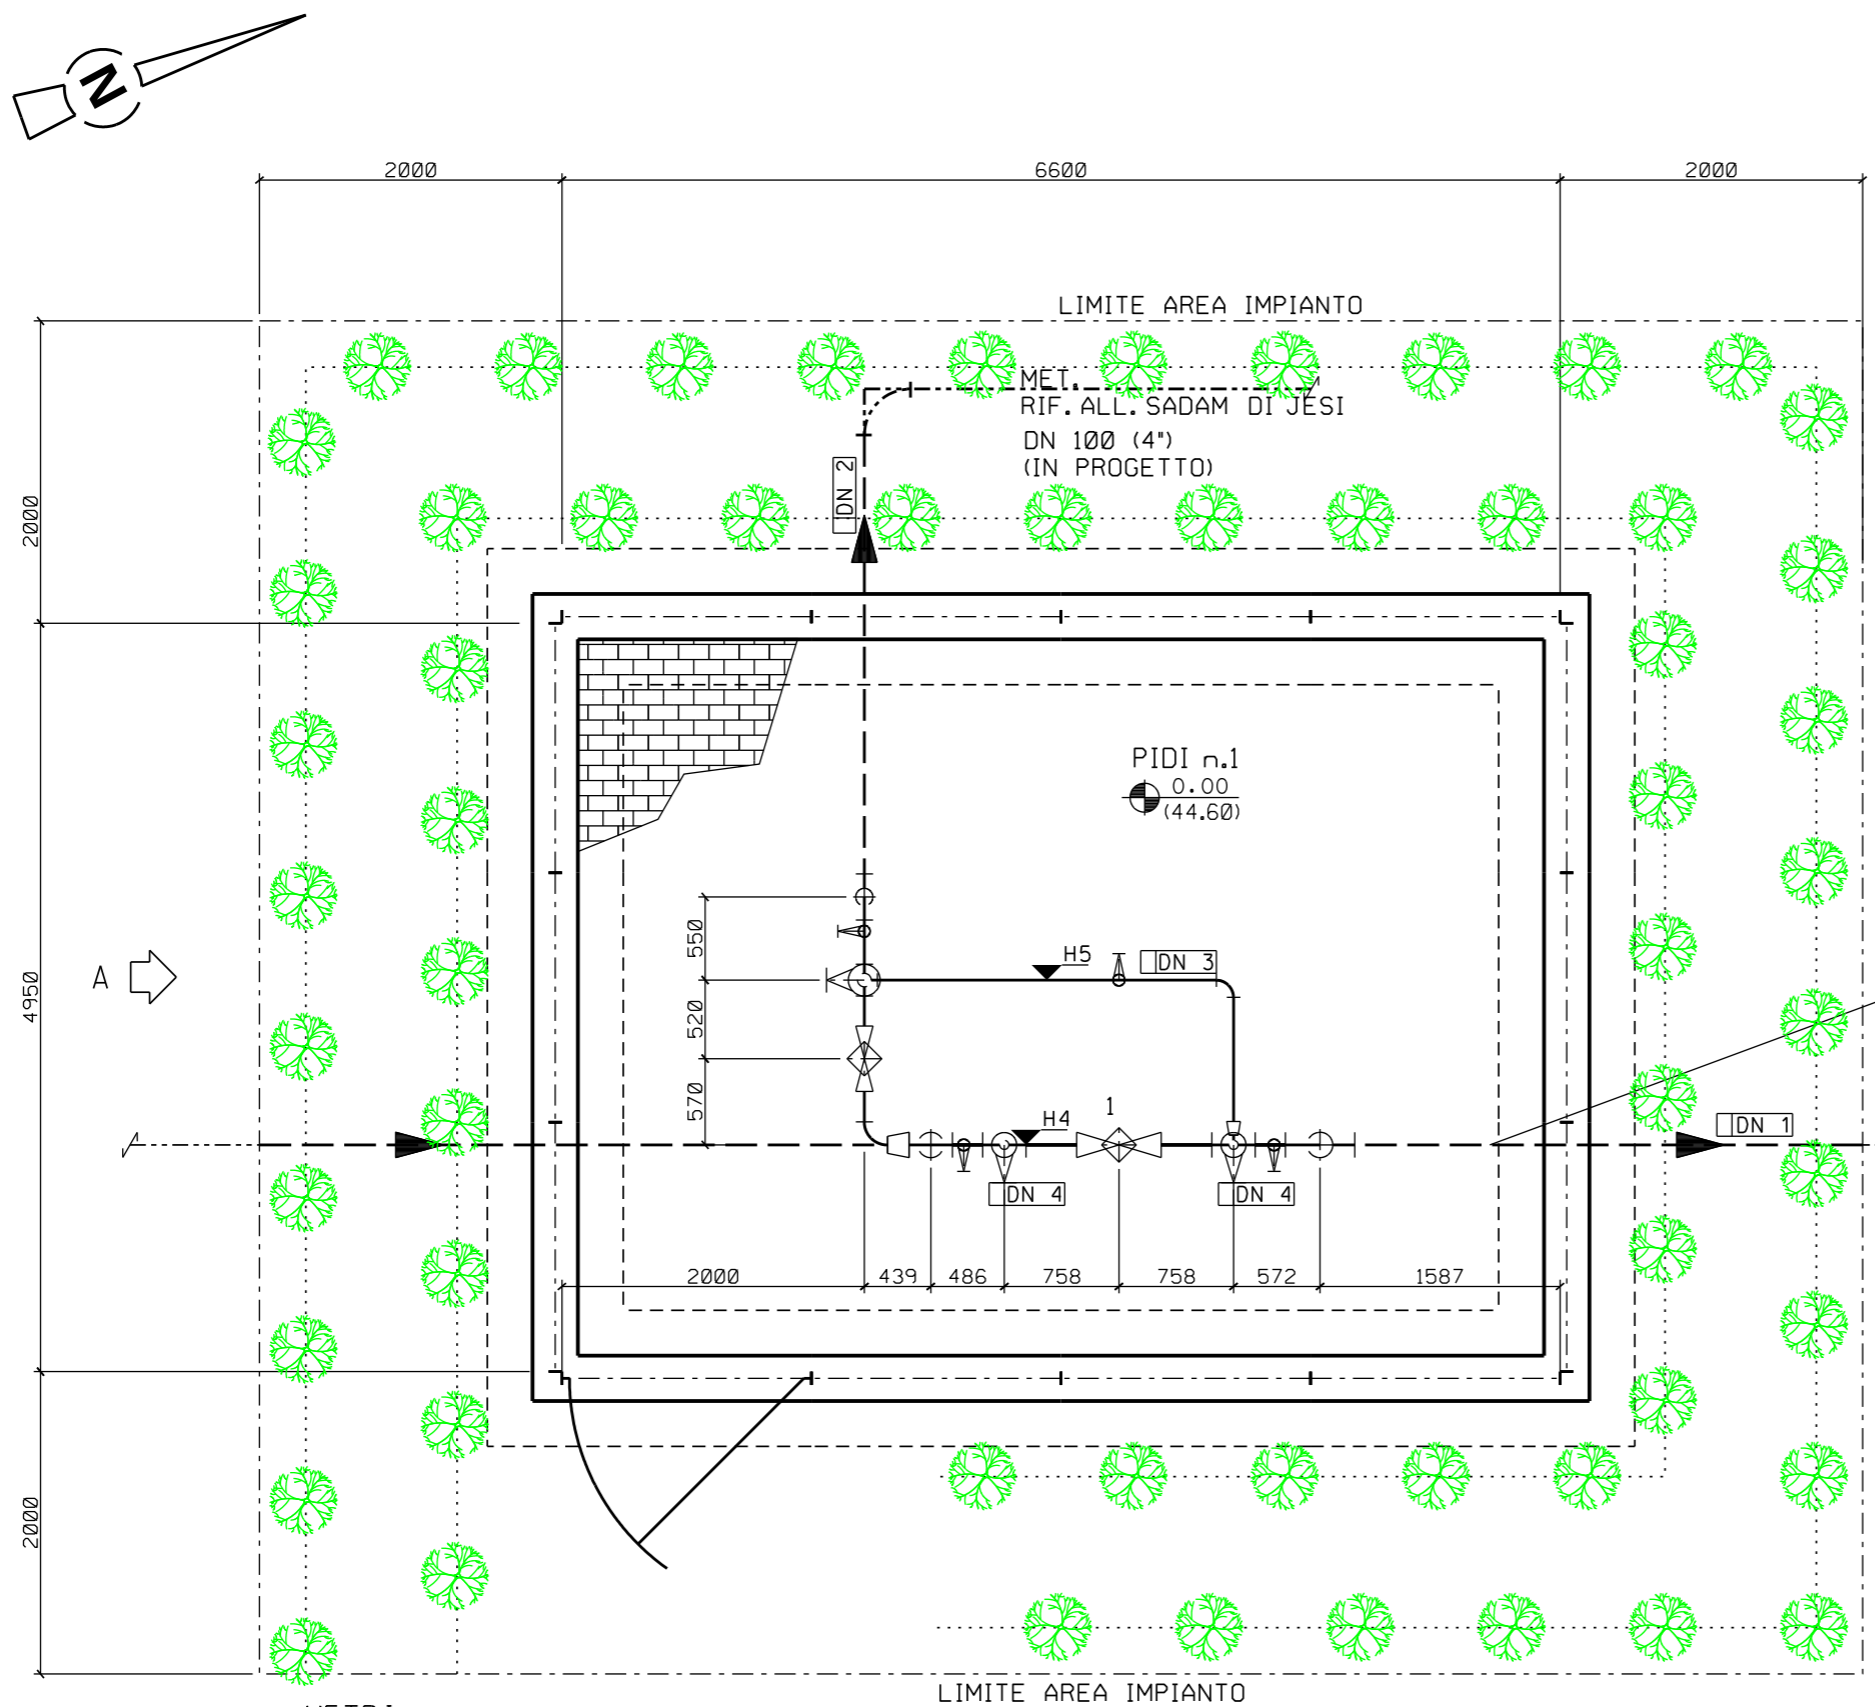 N
2000
6600
2000
LIMITE AREA IMPIANTO
MET.
RIF. ALL. SADAM DI JESI
DN 100 (4")
(IN PROGETTO)
DN 2
2000
PIDI n.1
0.00
(44.60)
550
H5
DN 3
A
4950
520
570
H4
1
DN 1
DN 4
DN 4
2000
439
486
758
758
572
1587
2000
LIMITE AREA IMPIANTO